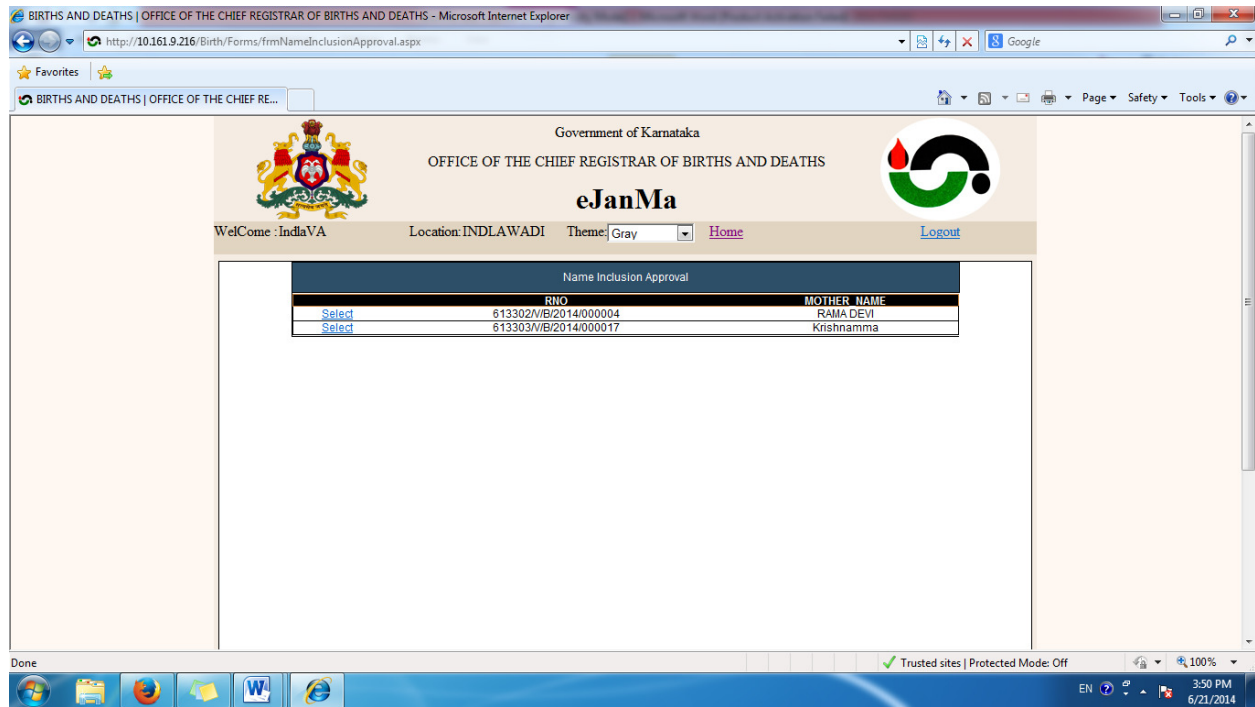 BIRTHS AND DEATHS | OFFICE OF THE CHIEF REGISTRAR OF BIRTHS AND DEATHS - Microsoft Internet Explorer
http://10.161.9.216/Birth/Forms/frmNameInclusionApproval.aspx
Google
Favorites
BIRTHS AND DEATHS | OFFICE OF THE CHIEF RE...
Page Safety Tools
Government of Karnataka
OFFICE OF THE CHIEF REGISTRAR OF BIRTHS AND DEATHS
eJanMa
WelCome : IndlaVA Location: INDLAWADI Theme: Gray Home Logout
Name Inclusion Approval
RNO MOTHER_NAME
Select 613302/V/B/2014/000004 RAMA DEVI
Select 613303/V/B/2014/000017 Krishnamma
Done Trusted sites | Protected Mode: Off 100%
EN 3:50 PM
6/21/2014